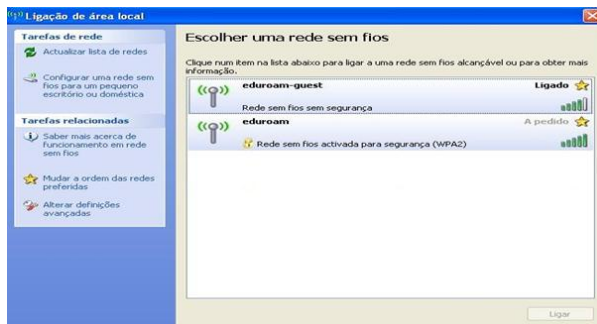 Ligação de área local
Tarefas de rede
Actualizar lista de redes
Configurar uma rede sem
fios para um pequeno
escritório ou doméstica
Tarefas relacionadas
Saber mais acerca de
funcionamento em rede
sem fios
Mudar a ordem das redes
preferidas
Alterar definições
avançadas
Escolher uma rede sem fios
Clique num item na lista abaixo para ligar a uma rede sem fios alcançável ou para obter mais
informação.
eduroam-guest Ligado
Rede sem fios sem segurança
eduroam A pedido
Rede sem fios activada para segurança (WPA2)
Ligar